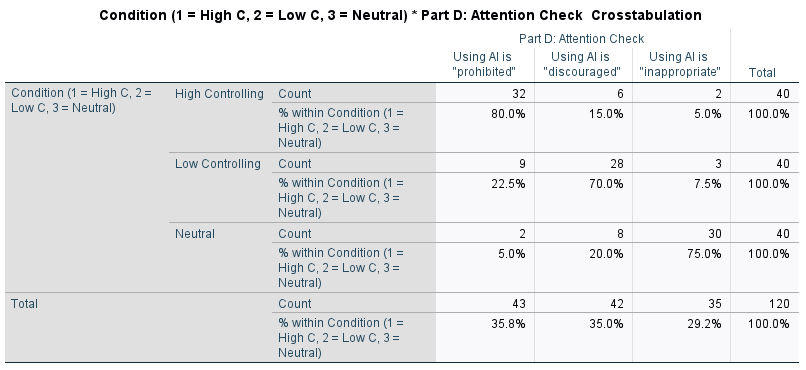 Condition (1 = High C, 2 = Low C, 3 = Neutral) * Part D: Attention Check  Crosstabulation
Part D: Attention Check
Using AI is "prohibited" Using AI is "discouraged" Using AI is "inappropriate" Total
Condition (1 = High C, 2 = Low C, 3 = Neutral) High Controlling Count 32 6 2 40
% within Condition (1 = High C, 2 = Low C, 3 = Neutral) 80.0% 15.0% 5.0% 100.0%
Low Controlling Count 9 28 3 40
% within Condition (1 = High C, 2 = Low C, 3 = Neutral) 22.5% 70.0% 7.5% 100.0%
Neutral Count 2 8 30 40
% within Condition (1 = High C, 2 = Low C, 3 = Neutral) 5.0% 20.0% 75.0% 100.0%
Total Count 43 42 35 120
% within Condition (1 = High C, 2 = Low C, 3 = Neutral) 35.8% 35.0% 29.2% 100.0%